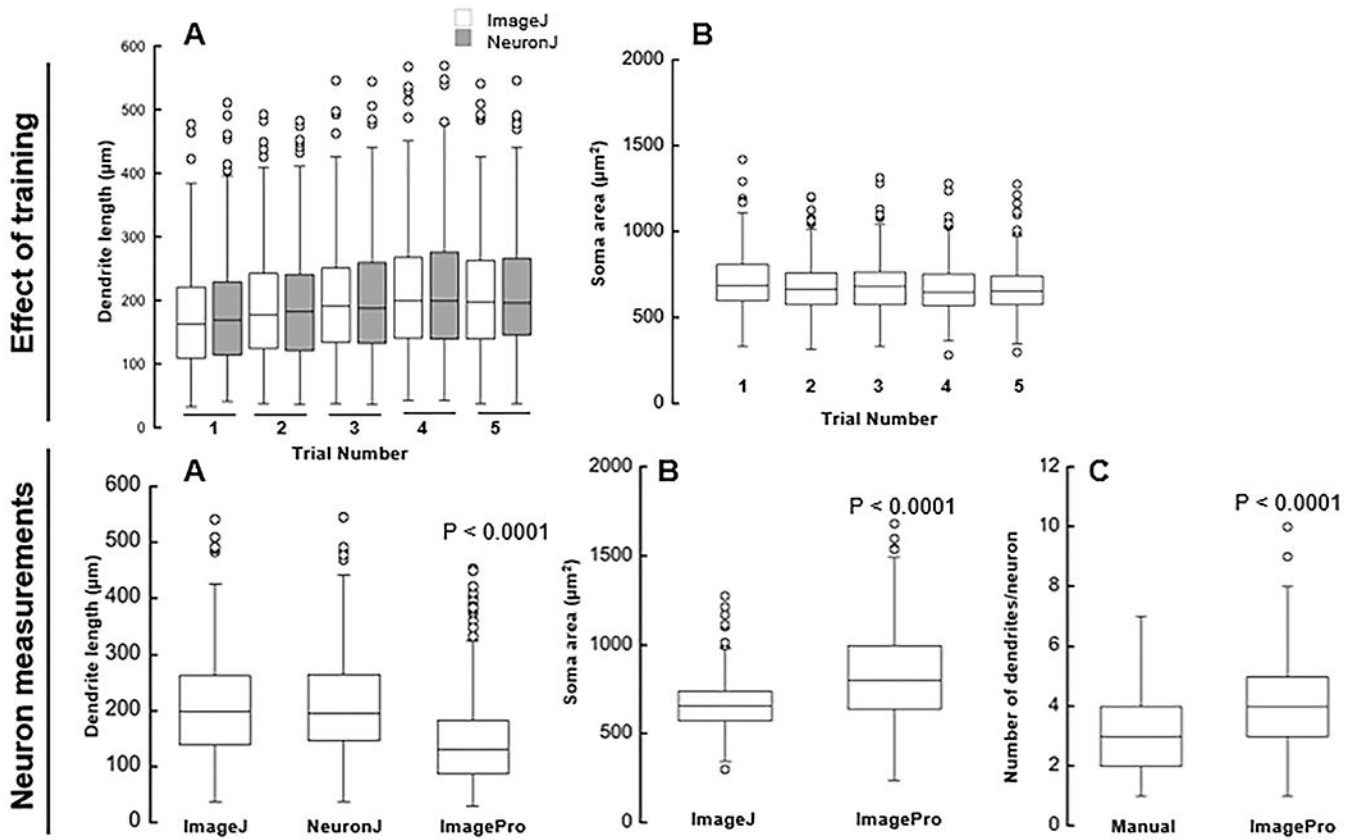 Effect of training
A
ImageJ
NeuronJ
Dendrite length (µm)
600
500
400
300
200
100
0
1 2 3 4 5
Trial Number
B
Soma area (µm²)
2000
1500
1000
500
0
1 2 3 4 5
Trial Number
Neuron measurements
A
Dendrite length (µm)
600
500
400
300
200
100
0
P < 0.0001
ImageJ NeuronJ ImagePro
B
Soma area (µm²)
2000
1500
1000
500
0
P < 0.0001
ImageJ ImagePro
C
Number of dendrites/neuron
12
10
8
6
4
2
0
P < 0.0001
Manual ImagePro